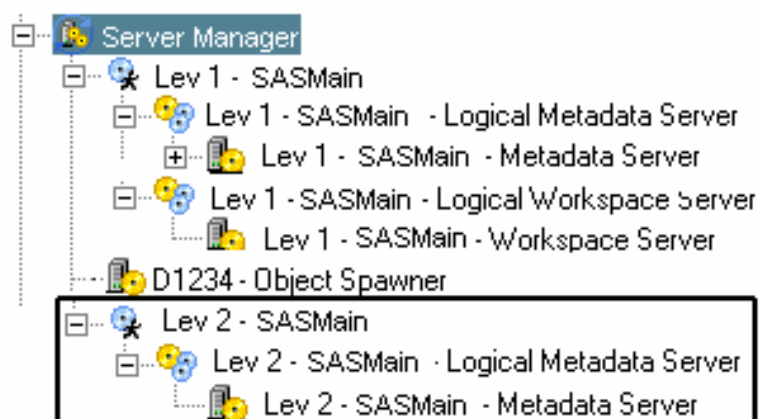 Server Manager
Lev 1 - SASMain
Lev 1 - SASMain - Logical Metadata Server
Lev 1 - SASMain - Metadata Server
Lev 1 - SASMain - Logical Workspace Server
Lev 1 - SASMain - Workspace Server
D1234 - Object Spawner
Lev 2 - SASMain
Lev 2 - SASMain - Logical Metadata Server
Lev 2 - SASMain - Metadata Server